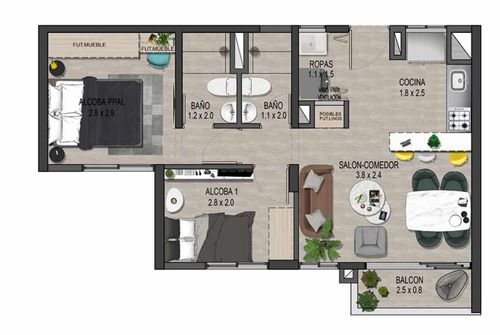 FUT.MUEBLE
FUT.MUEBLE
ALCOBA PPAL
2.8 x 2.9
BAÑO
1.2 x 2.0
BAÑO
1.1 x 2.0
ROPAS
1.1 x 1.5
VANO PARA
VENTILACIÓN
POSIBLES
FUT.LINOS
COCINA
1.8 x 2.5
SALON-COMEDOR
3.8 x 2.4
ALCOBA 1
2.8 x 2.0
BALCON
2.5 x 0.8